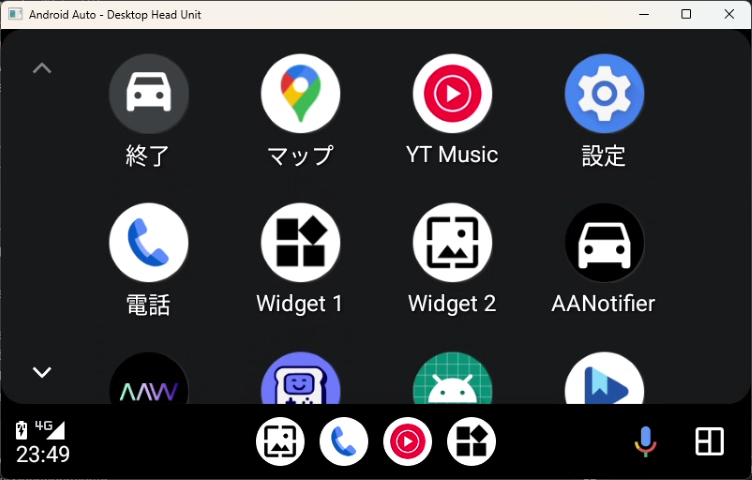 Android Auto - Desktop Head Unit
終了
マップ
YT Music
設定
電話
Widget 1
Widget 2
AANotifier
AAW
4G
23:49